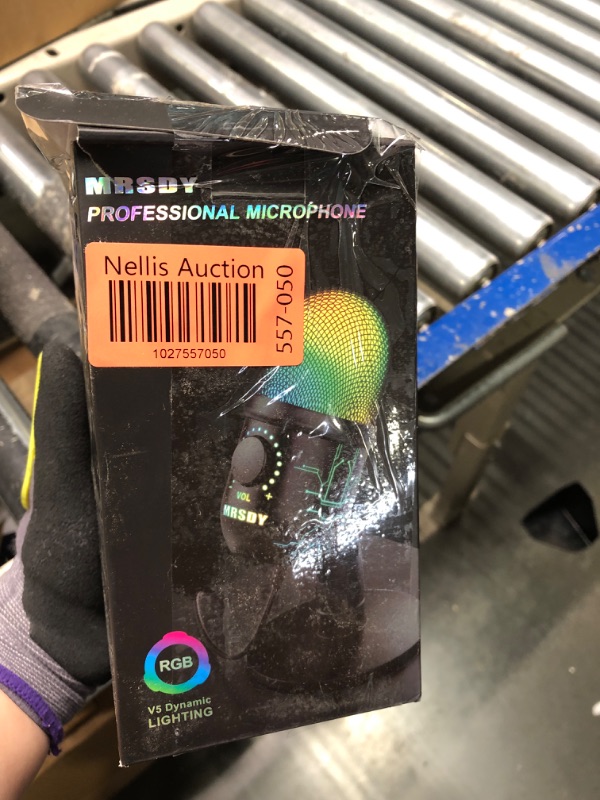 MRSDY
PROFESSIONAL MICROPHONE
Nellis Auction
1027557050
557-050
VOL +
MRSDY
RGB
V5 Dynamic
LIGHTING